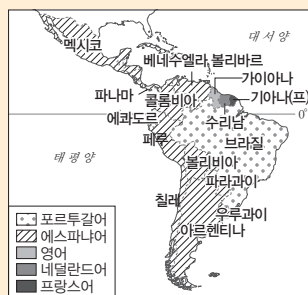 대서양
멕시코
베네수엘라 볼리바르
가이아나
파나마
콜롬비아
기아나(프)
에콰도르
수리남
0°
페루
브라질
태평양
볼리비아
파라과이
칠레
우루과이
아르헨티나
포르투갈어
에스파냐어
영어
네덜란드어
프랑스어